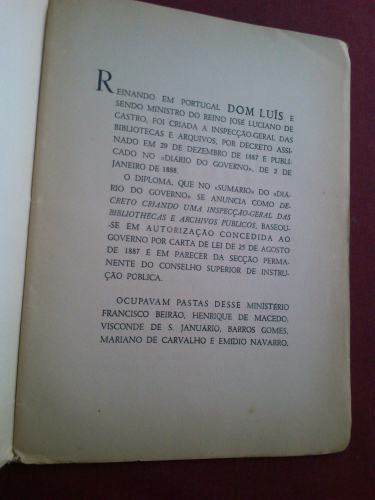 REINANDO EM PORTUGAL DOM LUÍS E
SENDO MINISTRO DO REINO JOSÉ LUCIANO DE
CASTRO, FOI CRIADA A INSPECÇÃO-GERAL DAS
BIBLIOTECAS E ARQUIVOS, POR DECRETO ASSI-
NADO EM 29 DE DEZEMBRO DE 1887 E PUBLI-
CADO NO «DIÁRIO DO GOVERNO», DE 2 DE
JANEIRO DE 1888.
O DIPLOMA, QUE NO «SUMARIO» DO «DIÁ-
RIO DO GOVERNO» SE ANUNCIA COMO DE-
CRETO CRIANDO UMA INSPECÇÃO-GERAL DAS
BIBLIOTHECAS E ARCHIVOS PUBLICOS, BASEOU-
-SE EM AUTORIZAÇÃO CONCEDIDA AO
GOVERNO POR CARTA DE LEI DE 25 DE AGOSTO
DE 1887 E EM PARECER DA SECÇÃO PERMA-
NENTE DO CONSELHO SUPERIOR DE INSTRU-
ÇÃO PÚBLICA.
OCUPAVAM PASTAS DESSE MINISTÉRIO
FRANCISCO BEIRÃO, HENRIQUE DE MACEDO,
VISCONDE DE S. JANUÁRIO, BARROS GOMES,
MARIANO DE CARVALHO E EMIDIO NAVARRO.